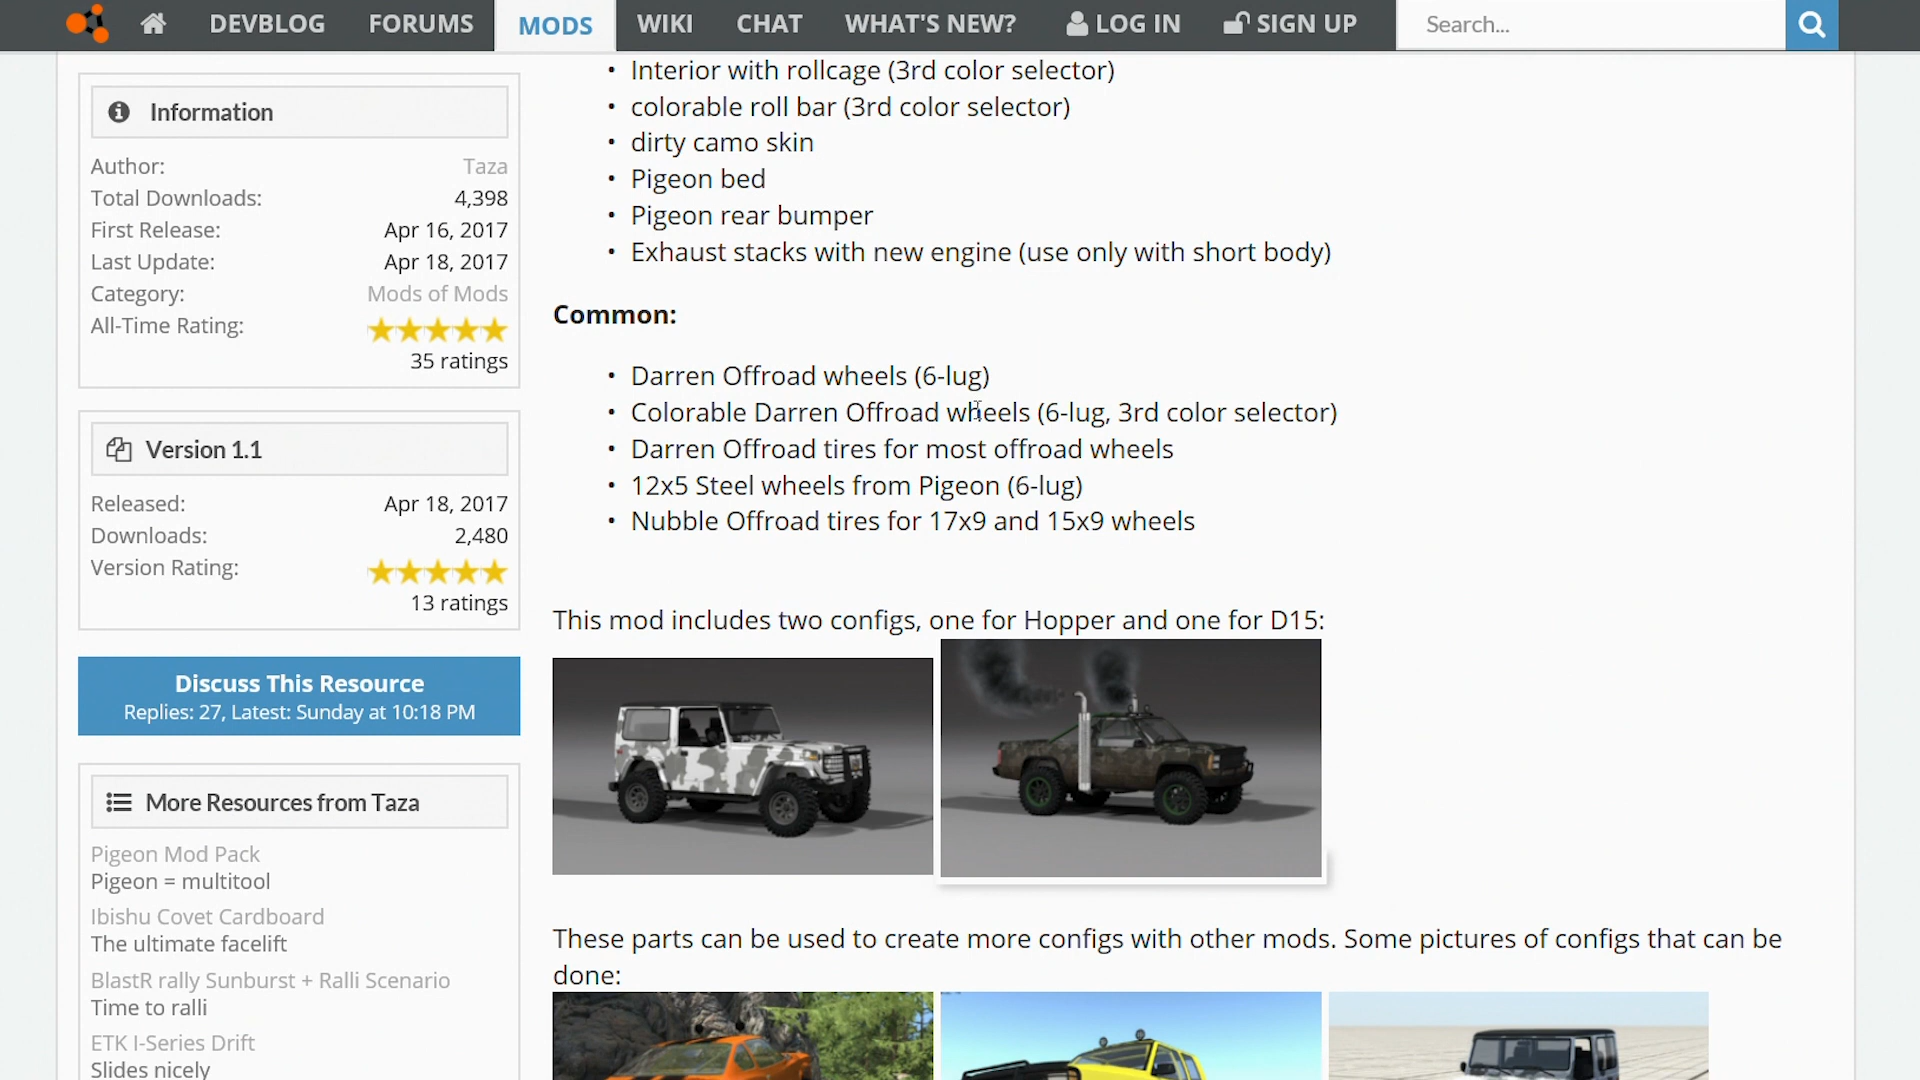 DEVBLOG FORUMS MODS WIKI CHAT WHAT'S NEW? LOG IN SIGN UP Search...
Information
Author: Taza
Total Downloads: 4,398
First Release: Apr 16, 2017
Last Update: Apr 18, 2017
Category: Mods of Mods
All-Time Rating:
35 ratings
Version 1.1
Released: Apr 18, 2017
Downloads: 2,480
Version Rating:
13 ratings
Discuss This Resource
Replies: 27, Latest: Sunday at 10:18 PM
More Resources from Taza
Pigeon Mod Pack
Pigeon = multitool
Ibishu Covet Cardboard
The ultimate facelift
BlastR rally Sunburst + Ralli Scenario
Time to ralli
ETK I-Series Drift
Slides nicely
• Interior with rollcage (3rd color selector)
• colorable roll bar (3rd color selector)
• dirty camo skin
• Pigeon bed
• Pigeon rear bumper
• Exhaust stacks with new engine (use only with short body)
Common:
• Darren Offroad wheels (6-lug)
• Colorable Darren Offroad wheels (6-lug, 3rd color selector)
• Darren Offroad tires for most offroad wheels
• 12x5 Steel wheels from Pigeon (6-lug)
• Nubble Offroad tires for 17x9 and 15x9 wheels
This mod includes two configs, one for Hopper and one for D15:
These parts can be used to create more configs with other mods. Some pictures of configs that can be
done: